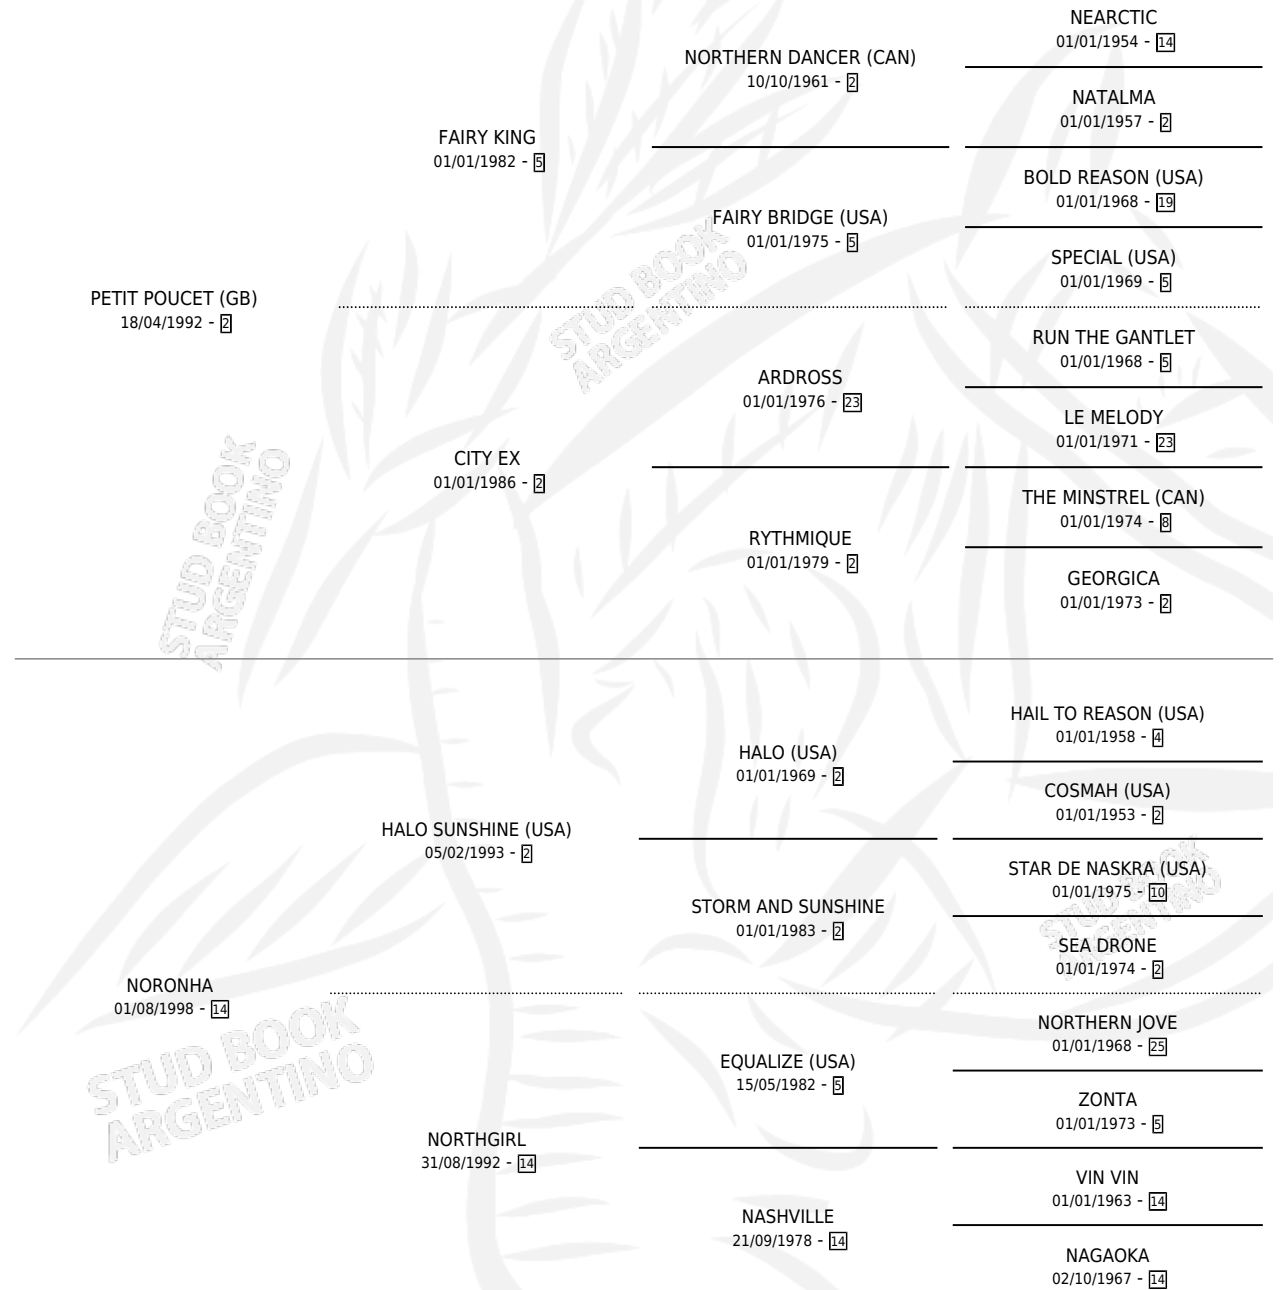 NEARCTIC
01/01/1954 - 14
NORTHERN DANCER (CAN)
10/10/1961 - 2
NATALMA
01/01/1957 - 2
FAIRY KING
01/01/1982 - 5
BOLD REASON (USA)
01/01/1968 - 19
FAIRY BRIDGE (USA)
01/01/1975 - 5
SPECIAL (USA)
01/01/1969 - 5
STUD BOOK
ARGENTINO
PETIT POUCET (GB)
18/04/1992 - 2
RUN THE GANTLET
01/01/1968 - 5
ARDROSS
01/01/1976 - 23
LE MELODY
01/01/1971 - 23
CITY EX
01/01/1986 - 2
THE MINSTREL (CAN)
01/01/1974 - 8
RYTHMIQUE
01/01/1979 - 2
GEORGICA
01/01/1973 - 2
STUD BOOK
ARGENTINO
HAIL TO REASON (USA)
01/01/1958 - 4
HALO (USA)
01/01/1969 - 2
COSMAH (USA)
01/01/1953 - 2
HALO SUNSHINE (USA)
05/02/1993 - 2
STAR DE NASKRA (USA)
01/01/1975 - 10
STORM AND SUNSHINE
01/01/1983 - 2
SEA DRONE
01/01/1974 - 2
STUD BOOK
ARGENTINO
NORONHA
01/08/1998 - 14
NORTHERN JOVE
01/01/1968 - 25
EQUALIZE (USA)
15/05/1982 - 5
ZONTA
01/01/1973 - 5
STUD BOOK
ARGENTINO
NORTHGIRL
31/08/1992 - 14
VIN VIN
01/01/1963 - 14
NASHVILLE
21/09/1978 - 14
NAGAOKA
02/10/1967 - 14